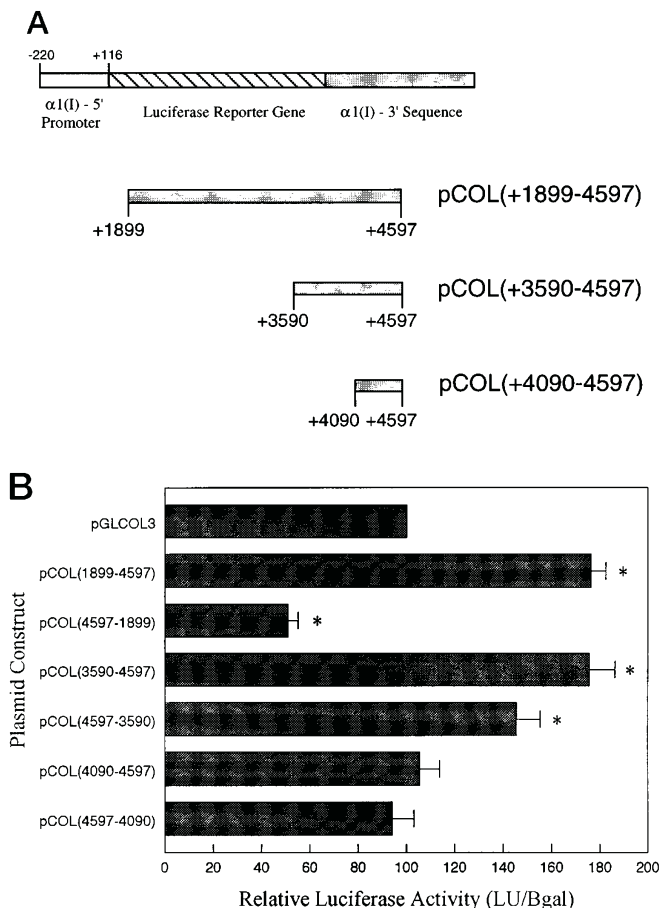 A
-220 +116
α1(I) - 5' Promoter
Luciferase Reporter Gene
α1(I) - 3' Sequence
pCOL(+1899-4597)
+1899 +4597
pCOL(+3590-4597)
+3590 +4597
pCOL(+4090-4597)
+4090 +4597
B
Plasmid Construct
pGLCOL3
pCOL(1899-4597) *
pCOL(4597-1899) *
pCOL(3590-4597) *
pCOL(4597-3590) *
pCOL(4090-4597)
pCOL(4597-4090)
0 20 40 60 80 100 120 140 160 180 200
Relative Luciferase Activity (LU/Bgal)